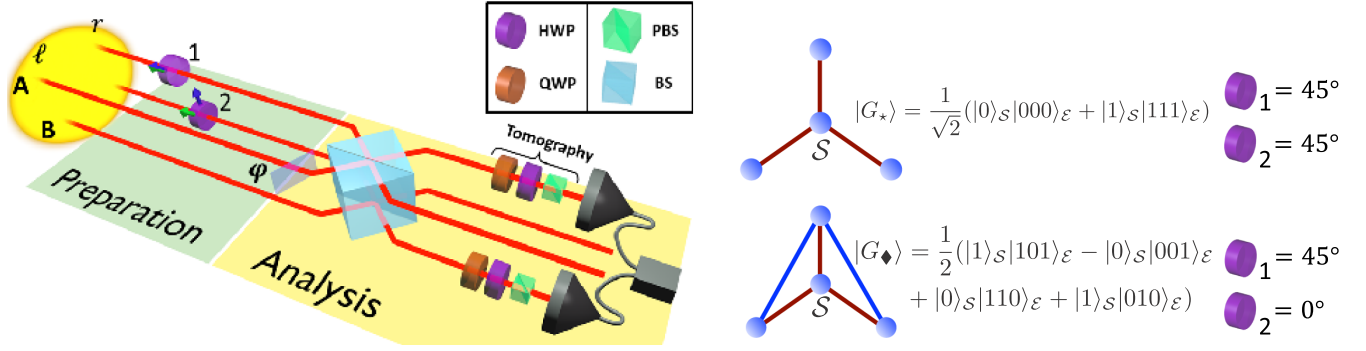 r
ℓ
A
B
1
2
φ
Preparation
Analysis
Tomography
HWP
PBS
QWP
BS
S
|G⋆⟩ = 1/√2(|0⟩S|000⟩ℰ + |1⟩S|111⟩ℰ)
1 = 45°
2 = 45°
S
|G♦⟩ = 1/2(|1⟩S|101⟩ℰ − |0⟩S|001⟩ℰ
+ |0⟩S|110⟩ℰ + |1⟩S|010⟩ℰ)
1 = 45°
2 = 0°